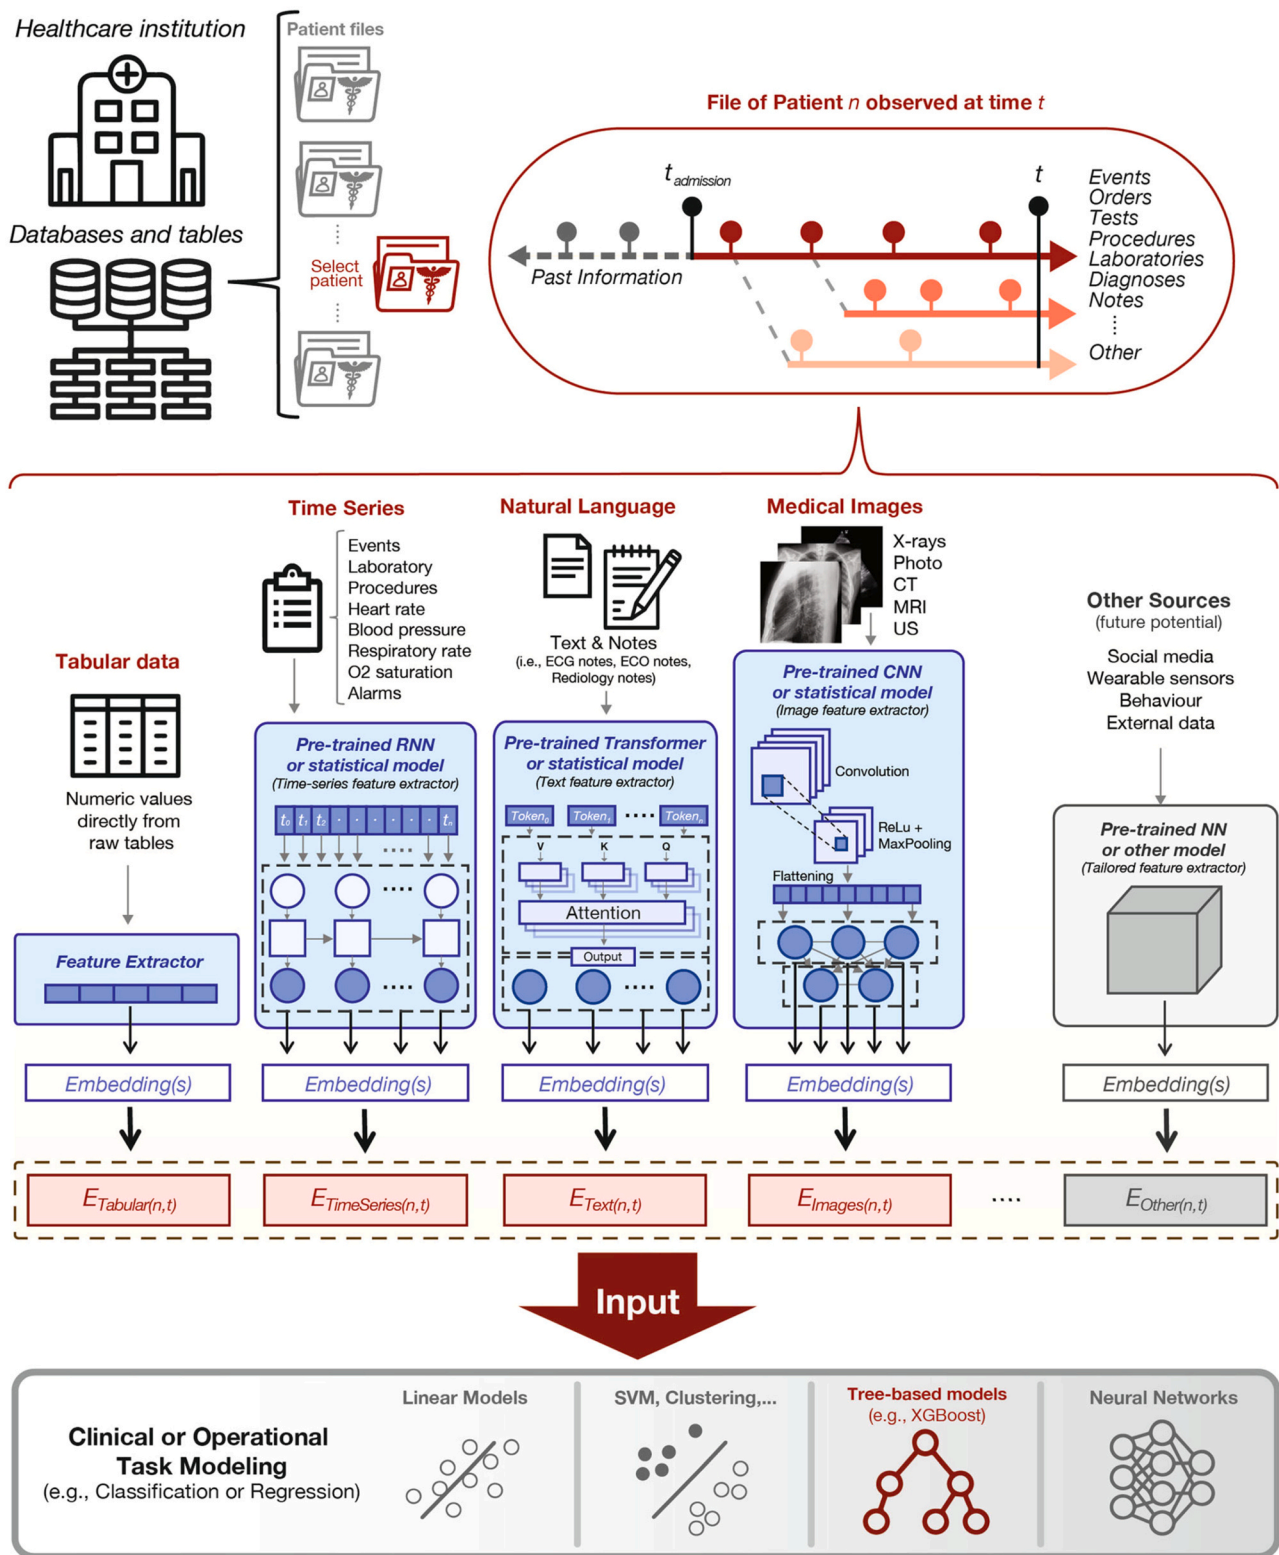 Healthcare institution
Patient files
Databases and tables
Select
patient
File of Patient n observed at time t
t admission
t
Past Information
Events
Orders
Tests
Procedures
Laboratories
Diagnoses
Notes
Other
Tabular data
Numeric values
directly from
raw tables
Feature Extractor
Time Series
Events
Laboratory
Procedures
Heart rate
Blood pressure
Respiratory rate
O2 saturation
Alarms
Pre-trained RNN
or statistical model
(Time-series feature extractor)
t0 t1 t2 . . . . . tn
....
....
....
Natural Language
Text & Notes
(i.e., ECG notes, ECO notes,
Rediology notes)
Pre-trained Transformer
or statistical model
(Text feature extractor)
Token0 Token1 .... Tokenn
V K Q
Attention
Output
....
Medical Images
X-rays
Photo
CT
MRI
US
Pre-trained CNN
or statistical model
(Image feature extractor)
Convolution
ReLu +
MaxPooling
Flattening
Other Sources
(future potential)
Social media
Wearable sensors
Behaviour
External data
Pre-trained NN
or other model
(Tailored feature extractor)
Embedding(s) Embedding(s) Embedding(s) Embedding(s) Embedding(s)
ETabular(n,t) ETimeSeries(n,t) EText(n,t) EImages(n,t) .... EOther(n,t)
Input
Clinical or Operational
Task Modeling
(e.g., Classification or Regression)
Linear Models
SVM, Clustering,...
Tree-based models
(e.g., XGBoost)
Neural Networks